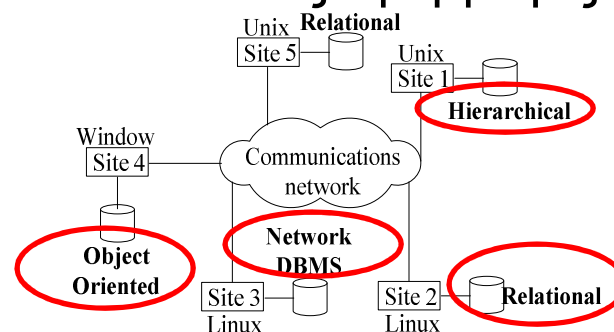 Relational
Unix
Site 5
Unix
Site 1
Hierarchical
Window
Site 4
Communications
network
Object
Oriented
Network
DBMS
Site 3
Linux
Site 2
Linux
Relational